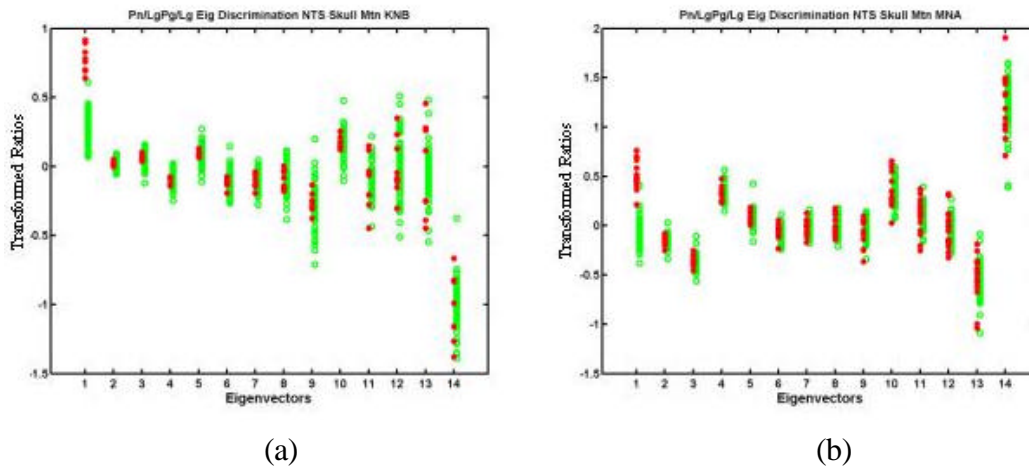 Pn/LgPg/Lg Eig Discrimination NTS Skull Mtn KNB
1
0.5
0
-0.5
-1
-1.5
Transformed Ratios
1 2 3 4 5 6 7 8 9 10 11 12 13 14
Eigenvectors
(a)
Pn/LgPg/Lg Eig Discrimination NTS Skull Mtn MNA
2
1.5
1
0.5
0
-0.5
-1
-1.5
Transformed Ratios
1 2 3 4 5 6 7 8 9 10 11 12 13 14
Eigenvectors
(b)